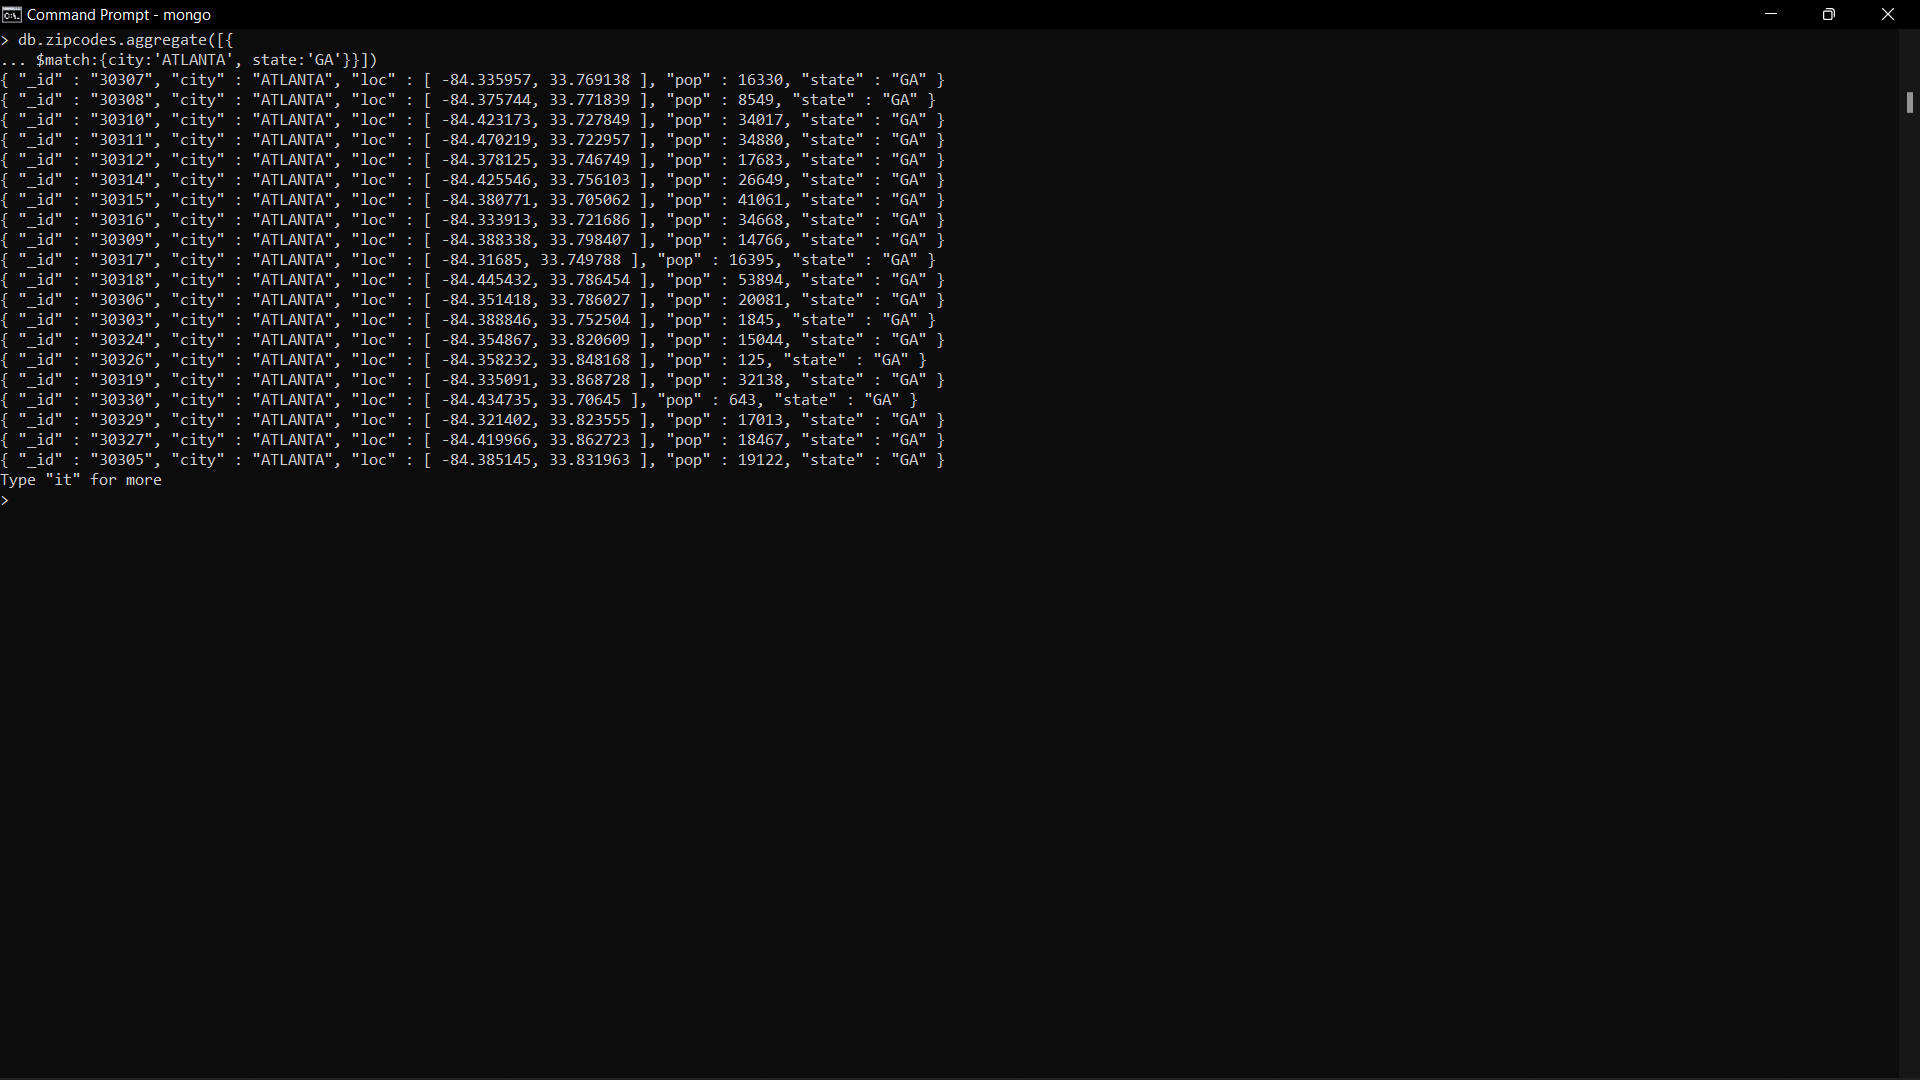 Command Prompt - mongo
> db.zipcodes.aggregate([{
... $match:{city:'ATLANTA', state:'GA'}}])
{ "_id" : "30307", "city" : "ATLANTA", "loc" : [ -84.335957, 33.769138 ], "pop" : 16330, "state" : "GA" }
{ "_id" : "30308", "city" : "ATLANTA", "loc" : [ -84.375744, 33.771839 ], "pop" : 8549, "state" : "GA" }
{ "_id" : "30310", "city" : "ATLANTA", "loc" : [ -84.423173, 33.727849 ], "pop" : 34017, "state" : "GA" }
{ "_id" : "30311", "city" : "ATLANTA", "loc" : [ -84.470219, 33.722957 ], "pop" : 34880, "state" : "GA" }
{ "_id" : "30312", "city" : "ATLANTA", "loc" : [ -84.378125, 33.746749 ], "pop" : 17683, "state" : "GA" }
{ "_id" : "30314", "city" : "ATLANTA", "loc" : [ -84.425546, 33.756103 ], "pop" : 26649, "state" : "GA" }
{ "_id" : "30315", "city" : "ATLANTA", "loc" : [ -84.380771, 33.705062 ], "pop" : 41061, "state" : "GA" }
{ "_id" : "30316", "city" : "ATLANTA", "loc" : [ -84.333913, 33.721686 ], "pop" : 34668, "state" : "GA" }
{ "_id" : "30309", "city" : "ATLANTA", "loc" : [ -84.388338, 33.798407 ], "pop" : 14766, "state" : "GA" }
{ "_id" : "30317", "city" : "ATLANTA", "loc" : [ -84.31685, 33.749788 ], "pop" : 16395, "state" : "GA" }
{ "_id" : "30318", "city" : "ATLANTA", "loc" : [ -84.445432, 33.786454 ], "pop" : 53894, "state" : "GA" }
{ "_id" : "30306", "city" : "ATLANTA", "loc" : [ -84.351418, 33.786027 ], "pop" : 20081, "state" : "GA" }
{ "_id" : "30303", "city" : "ATLANTA", "loc" : [ -84.388846, 33.752504 ], "pop" : 1845, "state" : "GA" }
{ "_id" : "30324", "city" : "ATLANTA", "loc" : [ -84.354867, 33.820609 ], "pop" : 15044, "state" : "GA" }
{ "_id" : "30326", "city" : "ATLANTA", "loc" : [ -84.358232, 33.848168 ], "pop" : 125, "state" : "GA" }
{ "_id" : "30319", "city" : "ATLANTA", "loc" : [ -84.335091, 33.868728 ], "pop" : 32138, "state" : "GA" }
{ "_id" : "30330", "city" : "ATLANTA", "loc" : [ -84.434735, 33.70645 ], "pop" : 643, "state" : "GA" }
{ "_id" : "30329", "city" : "ATLANTA", "loc" : [ -84.321402, 33.823555 ], "pop" : 17013, "state" : "GA" }
{ "_id" : "30327", "city" : "ATLANTA", "loc" : [ -84.419966, 33.862723 ], "pop" : 18467, "state" : "GA" }
{ "_id" : "30305", "city" : "ATLANTA", "loc" : [ -84.385145, 33.831963 ], "pop" : 19122, "state" : "GA" }
Type "it" for more
>